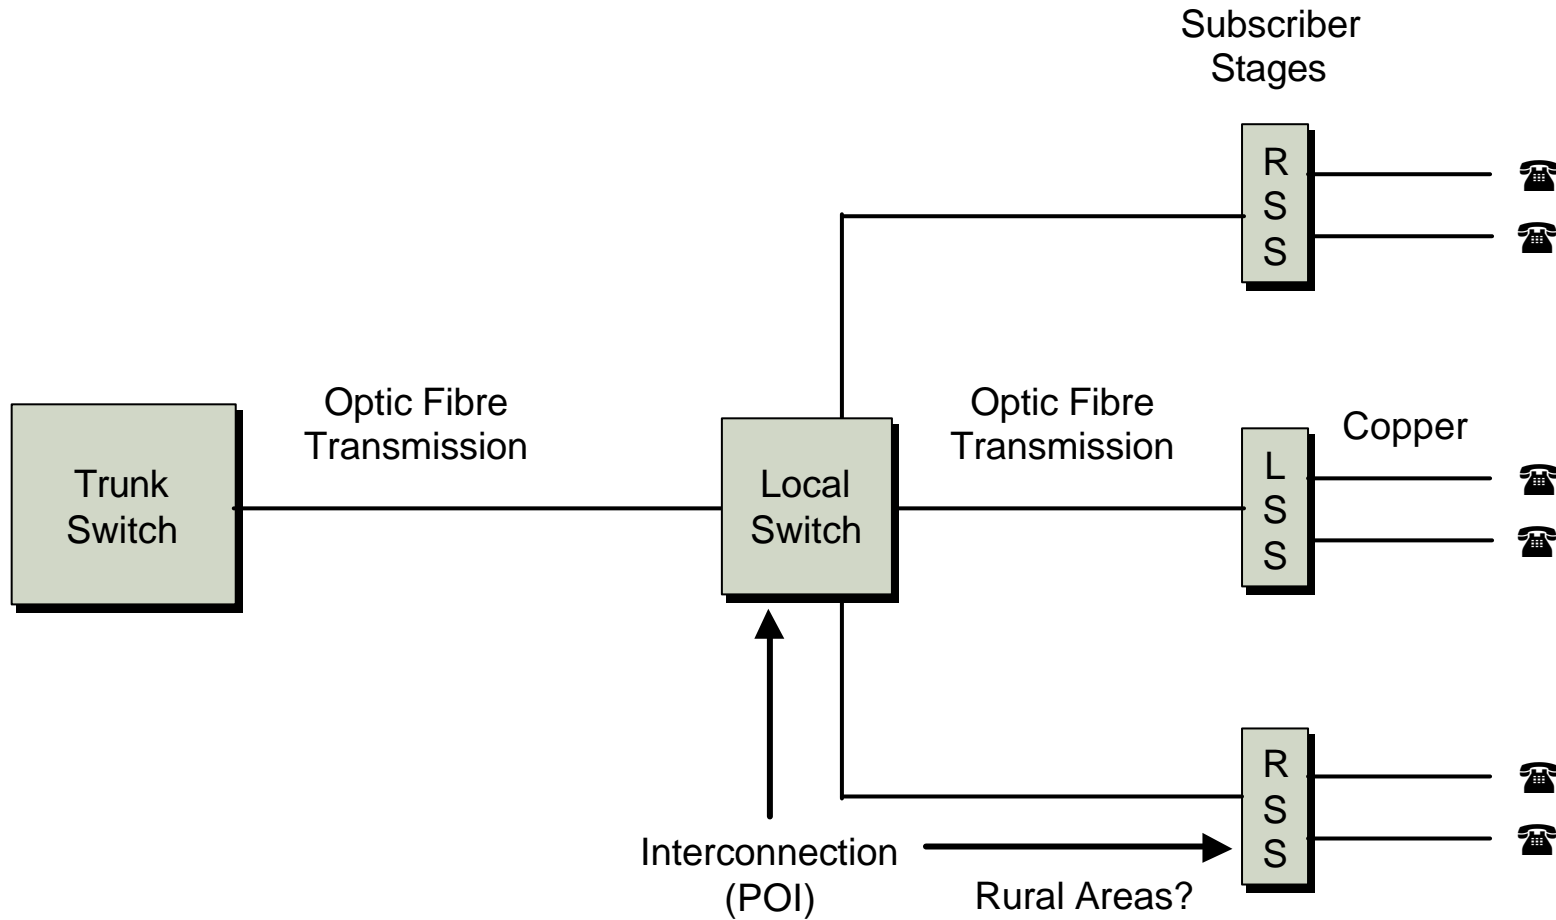 Subscriber
Stages
R
S
S
Optic Fibre
Transmission
Optic Fibre
Transmission
Copper
Trunk
Switch
Local
Switch
L
S
S
R
S
S
Interconnection
(POI)
Rural Areas?